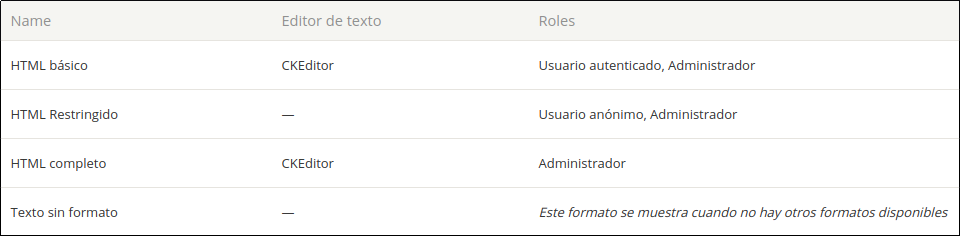 Name Editor de texto Roles
HTML básico CKEditor Usuario autenticado, Administrador
HTML Restringido — Usuario anónimo, Administrador
HTML completo CKEditor Administrador
Texto sin formato — Este formato se muestra cuando no hay otros formatos disponibles